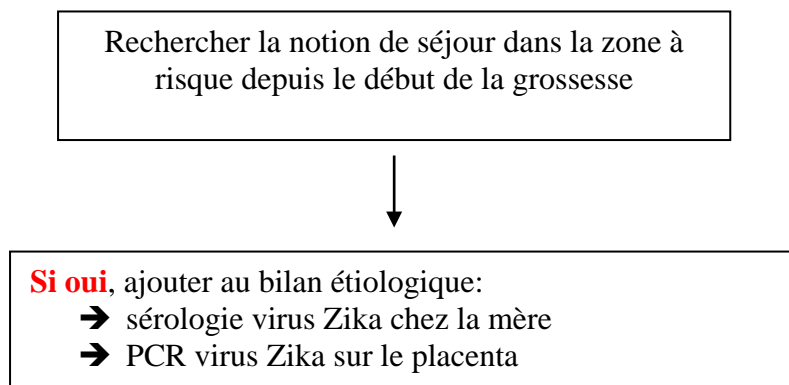 Rechercher la notion de séjour dans la zone à
risque depuis le début de la grossesse
Si oui, ajouter au bilan étiologique:
➔ sérologie virus Zika chez la mère
➔ PCR virus Zika sur le placenta